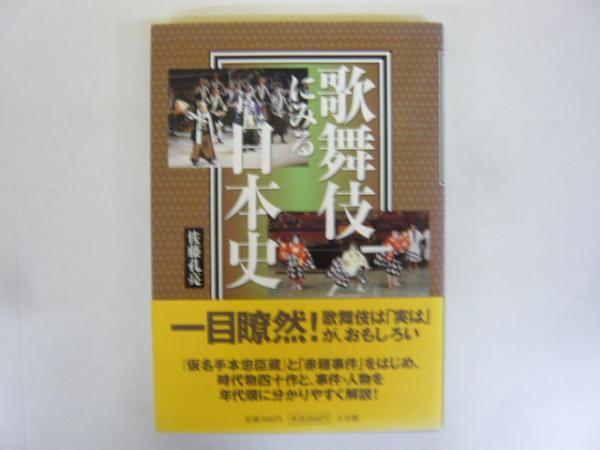 歌舞伎
にみる
日本史
佐藤孔亮
一目瞭然!
歌舞伎は「実は」
が、おもしろい
『仮名手本忠臣蔵』と「赤穂事件」をはじめ、
時代物四十作と、事件・人物を
年代順に分かりやすく解説!
小学館